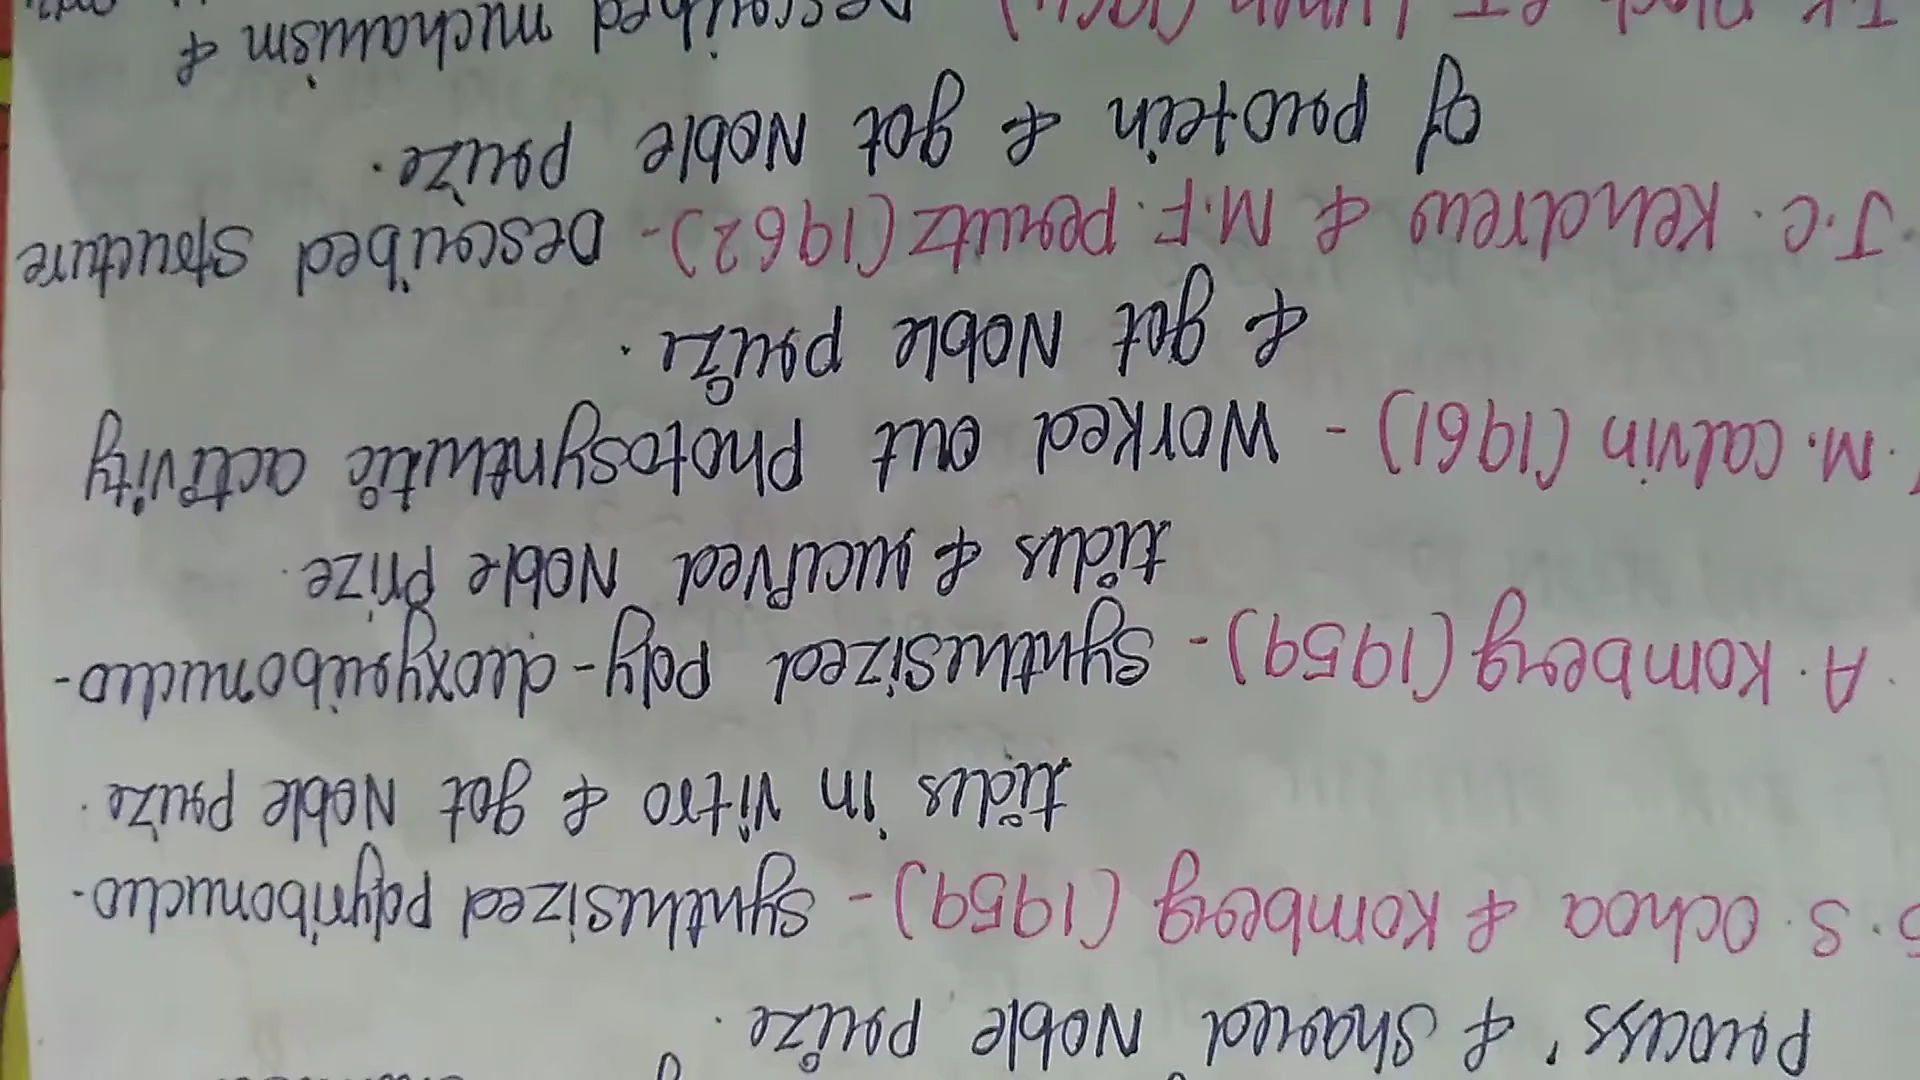 Process' & shared Noble prize.
5. S. Ochoa & Kornberg (1959) - Synthesized polyribonucleo-
tides in vitro & got Noble prize.
A. Kornberg (1959) - Synthesized poly-deoxyribonucleo-
tides & received Noble Prize.
M. Calvin (1961) - Worked out photosynthetic activity
& got Noble prize.
J.C. Kendrew & M.F. perutz (1962) - Described structure
of protein & got Noble prize.
Described mechanism &